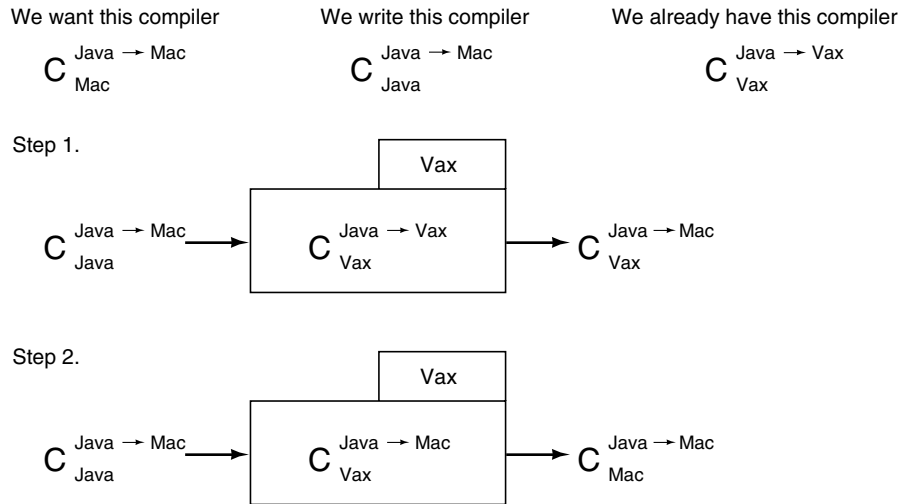 We want this compiler We write this compiler We already have this compiler
C Java → Mac Mac C Java → Mac Java C Java → Vax Vax
Step 1.
Vax
C Java → Mac Java C Java → Vax Vax C Java → Mac Vax
Step 2.
Vax
C Java → Mac Java C Java → Mac Vax C Java → Mac Mac